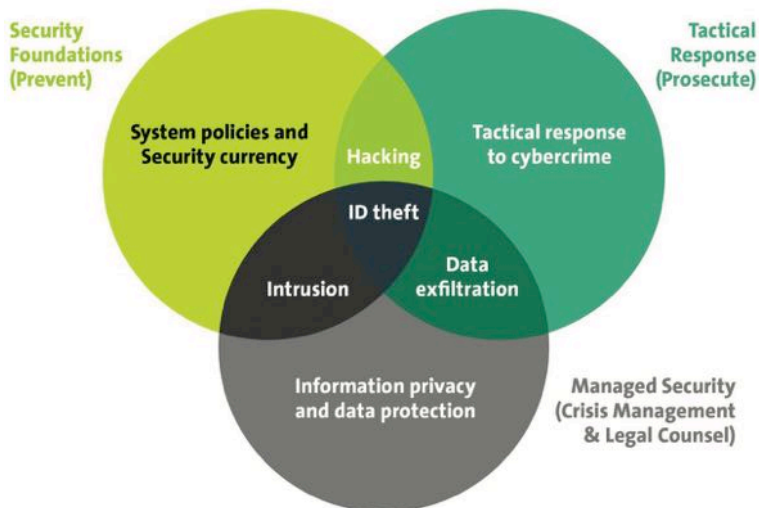 Security
Foundations
(Prevent)
Tactical
Response
(Prosecute)
System policies and
Security currency
Hacking
Tactical response
to cybercrime
ID theft
Intrusion
Data
exfiltration
Information privacy
and data protection
Managed Security
(Crisis Management
& Legal Counsel)